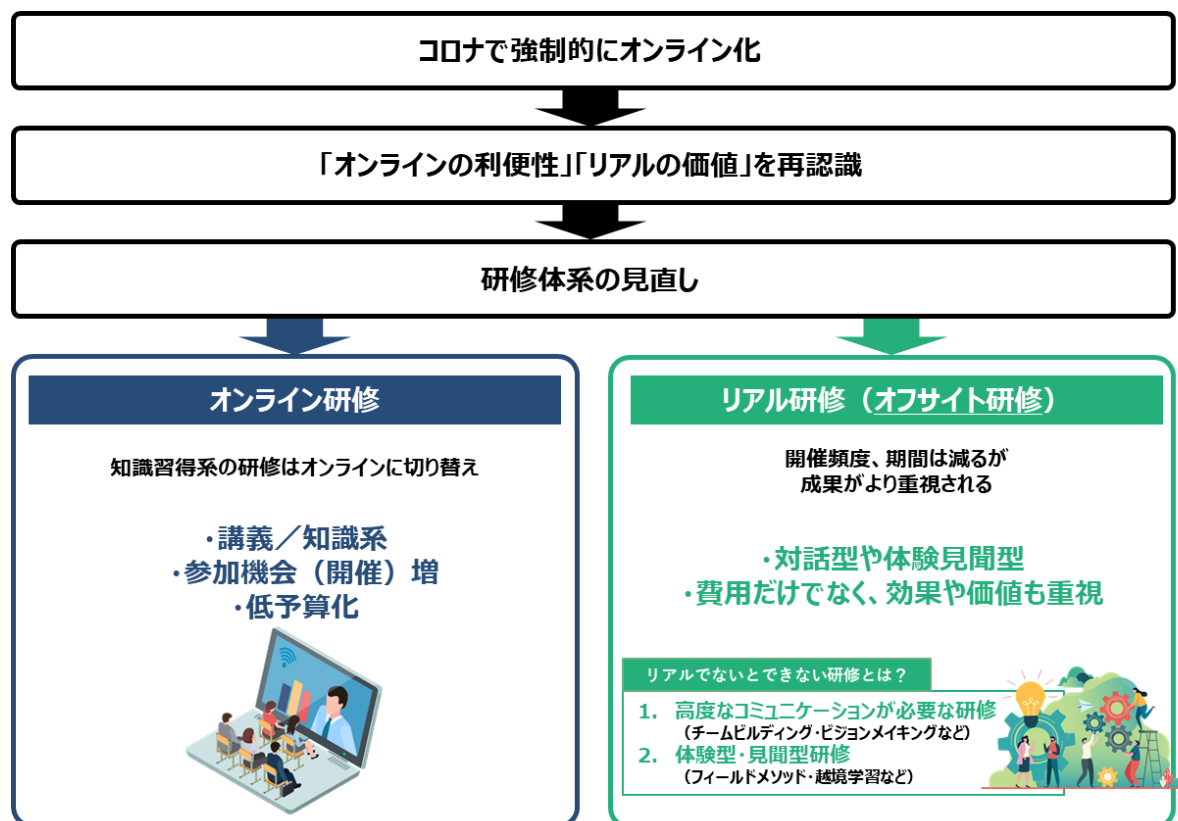 コロナで強制的にオンライン化
「オンラインの利便性」「リアルの価値」を再認識
研修体系の見直し
オンライン研修
知識習得系の研修はオンラインに切り替え
・講義／知識系
・参加機会（開催）増
・低予算化
リアル研修（オフサイト研修）
開催頻度、期間は減るが
成果がより重視される
・対話型や体験見聞型
・費用だけでなく、効果や価値も重視
リアルでないとできない研修とは？
1. 高度なコミュニケーションが必要な研修
（チームビルディング・ビジョンメイキングなど）
2. 体験型・見聞型研修
（フィールドメソッド・越境学習など）